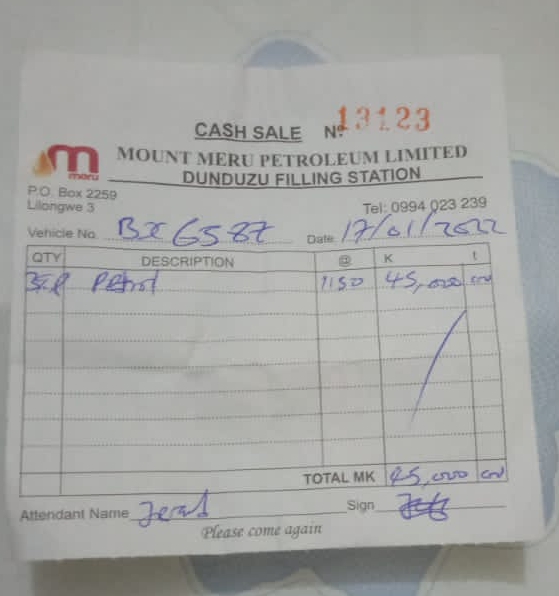 CASH SALE Nº 13123
meru
MOUNT MERU PETROLEUM LIMITED
DUNDUZU FILLING STATION
P.O. Box 2259
Lilongwe 3
Tel: 0994 023 239
Vehicle No. BX 6587 Date 17/01/2022
QTY DESCRIPTION @ K t
Petrol 1150 45,000
TOTAL MK 45,000
Attendant Name Sign
Please come again